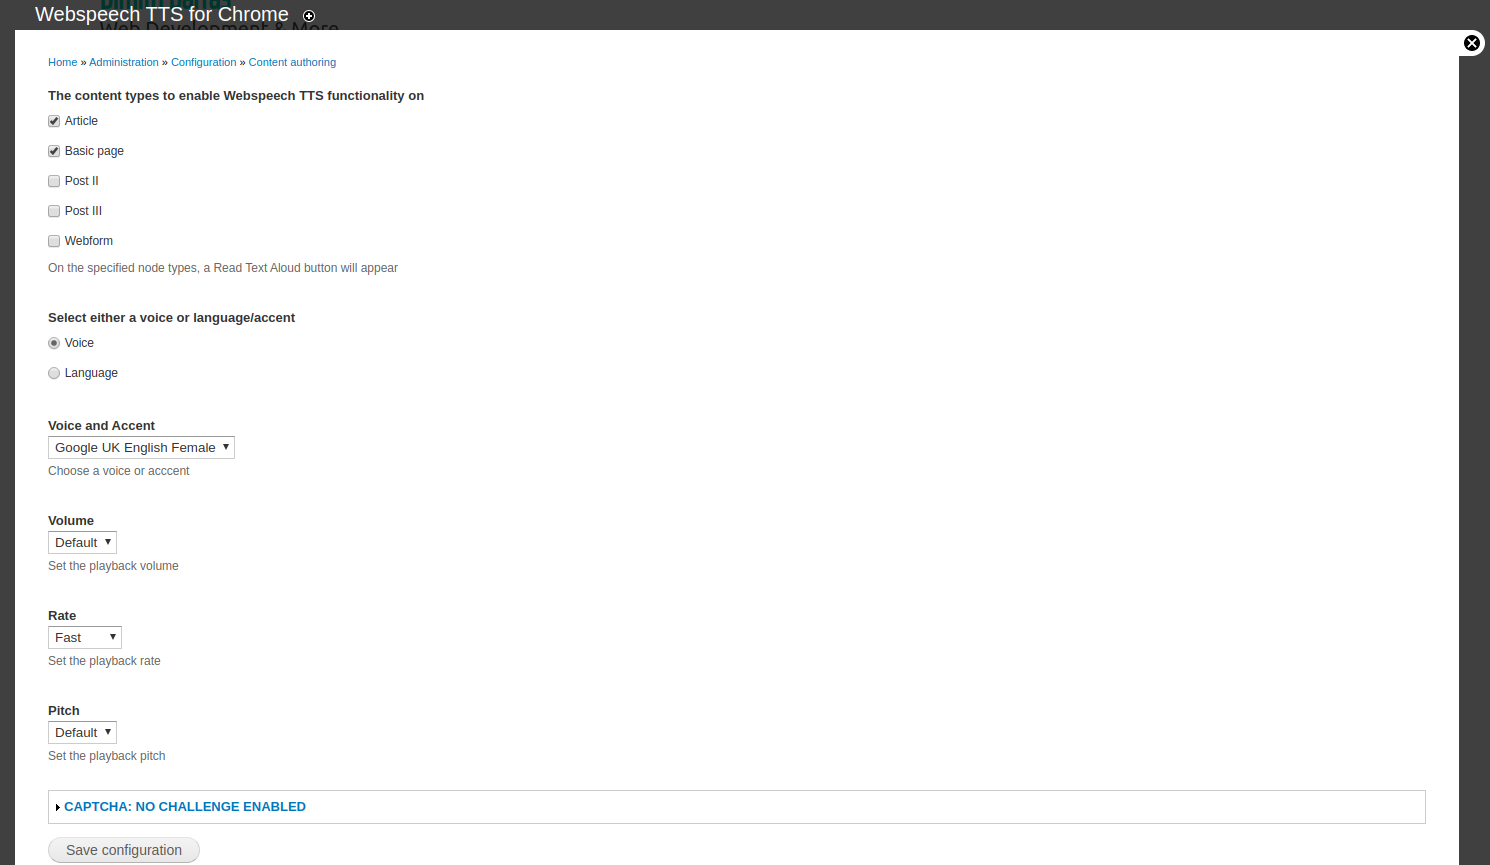 Webspeech TTS for Chrome
Web Development & More
Home » Administration » Configuration » Content authoring
The content types to enable Webspeech TTS functionality on
Article
Basic page
Post II
Post III
Webform
On the specified node types, a Read Text Aloud button will appear
Select either a voice or language/accent
Voice
Language
Voice and Accent
Google UK English Female
Choose a voice or acccent
Volume
Default
Set the playback volume
Rate
Fast
Set the playback rate
Pitch
Default
Set the playback pitch
CAPTCHA: NO CHALLENGE ENABLED
Save configuration